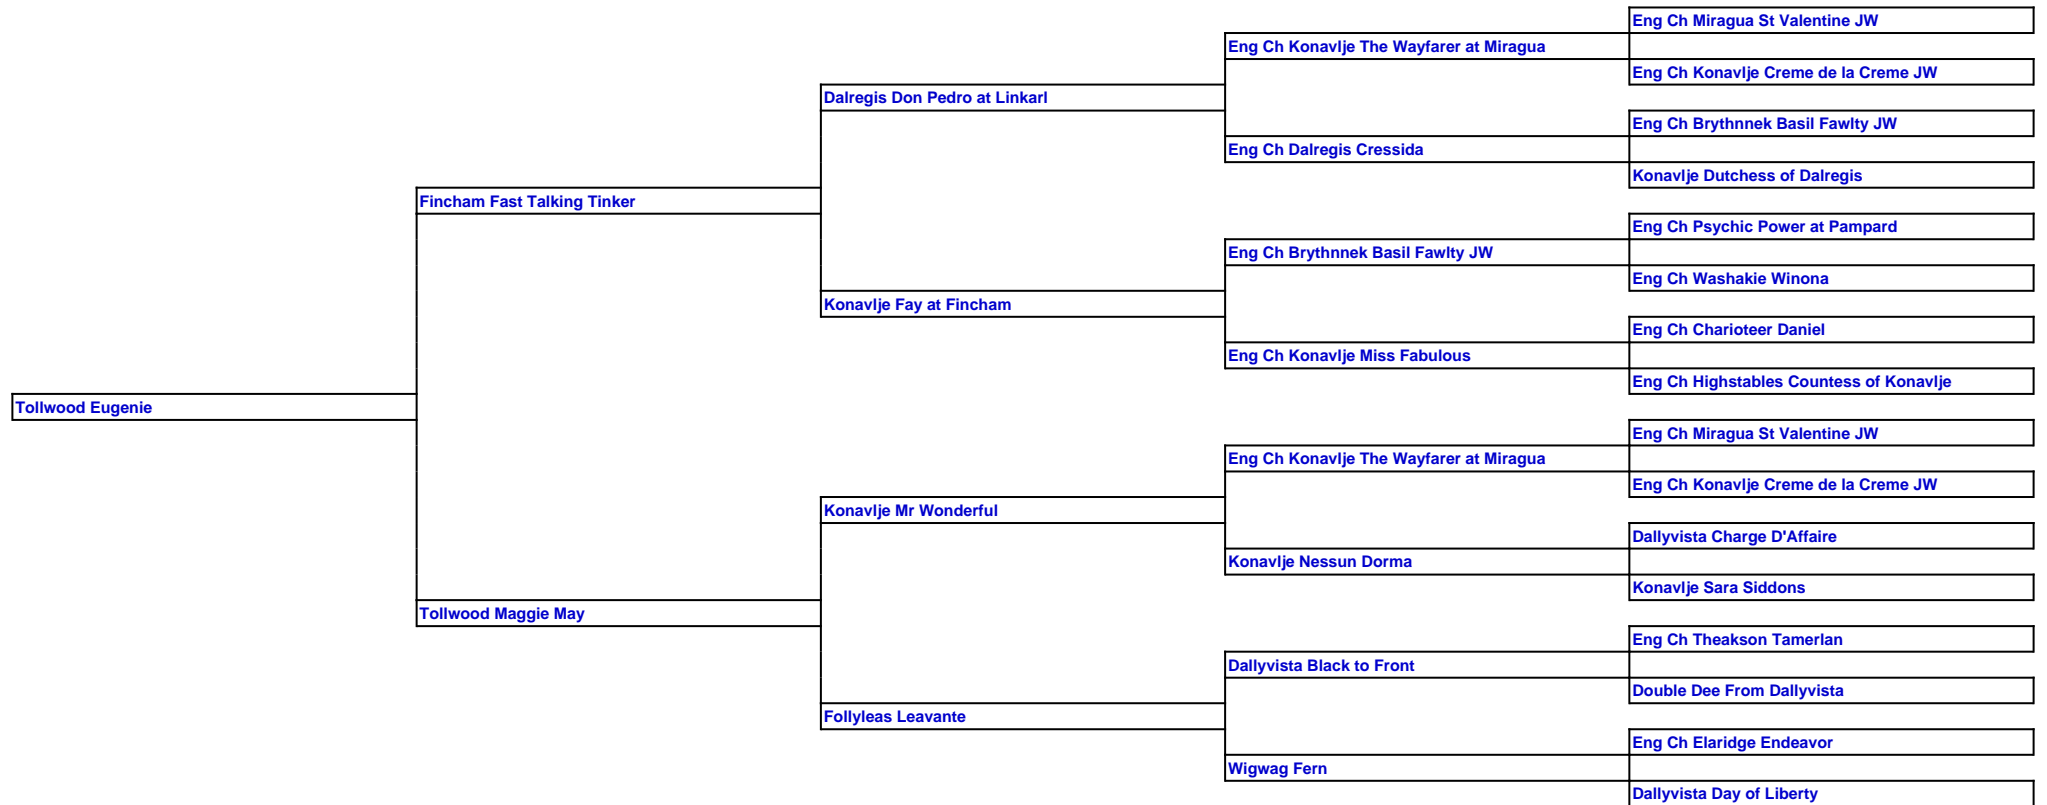 Eng Ch Miragua St Valentine JW
Eng Ch Konavlje The Wayfarer at Miragua
Eng Ch Konavlje Creme de la Creme JW
Dalregis Don Pedro at Linkarl
Eng Ch Brythnnek Basil Fawlty JW
Eng Ch Dalregis Cressida
Konavlje Dutchess of Dalregis
Fincham Fast Talking Tinker
Eng Ch Psychic Power at Pampard
Eng Ch Brythnnek Basil Fawlty JW
Eng Ch Washakie Winona
Konavlje Fay at Fincham
Eng Ch Charioteer Daniel
Eng Ch Konavlje Miss Fabulous
Eng Ch Highstables Countess of Konavlje
Tollwood Eugenie
Eng Ch Miragua St Valentine JW
Eng Ch Konavlje The Wayfarer at Miragua
Eng Ch Konavlje Creme de la Creme JW
Konavlje Mr Wonderful
Dallyvista Charge D'Affaire
Konavlje Nessun Dorma
Konavlje Sara Siddons
Tollwood Maggie May
Eng Ch Theakson Tamerlan
Dallyvista Black to Front
Double Dee From Dallyvista
Follyleas Leavante
Eng Ch Elaridge Endeavor
Wigwag Fern
Dallyvista Day of Liberty